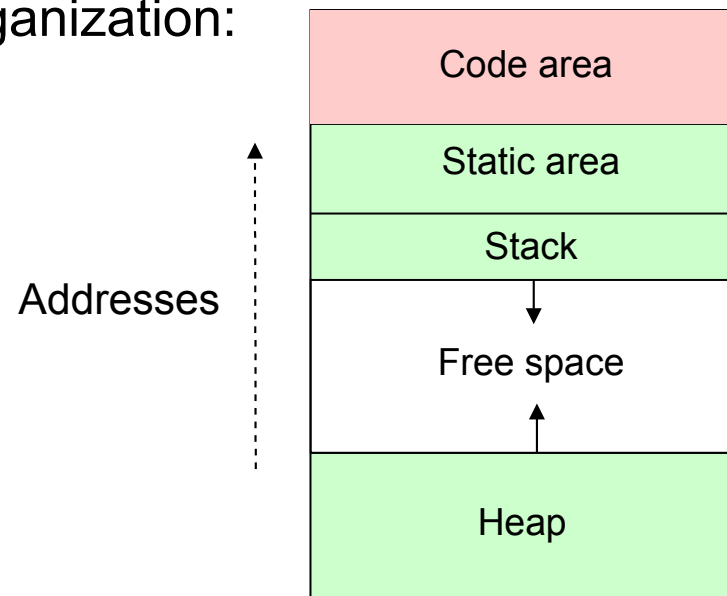 ganization:
Code area
Static area
Stack
Addresses
Free space
Heap